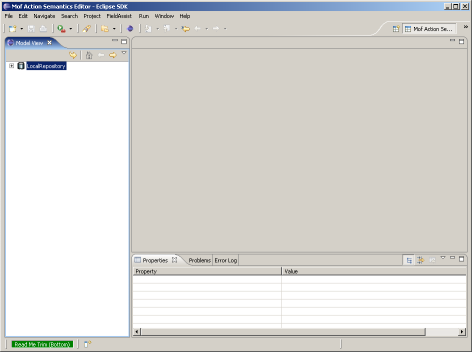 Mof Action Semantics Editor - Eclipse SDK
File Edit Navigate Search Project FieldAssist Run Window Help
Mof Action Se...
Model View
LocalRepository
Properties Problems Error Log
Property Value
Read Me Trim (Bottom)